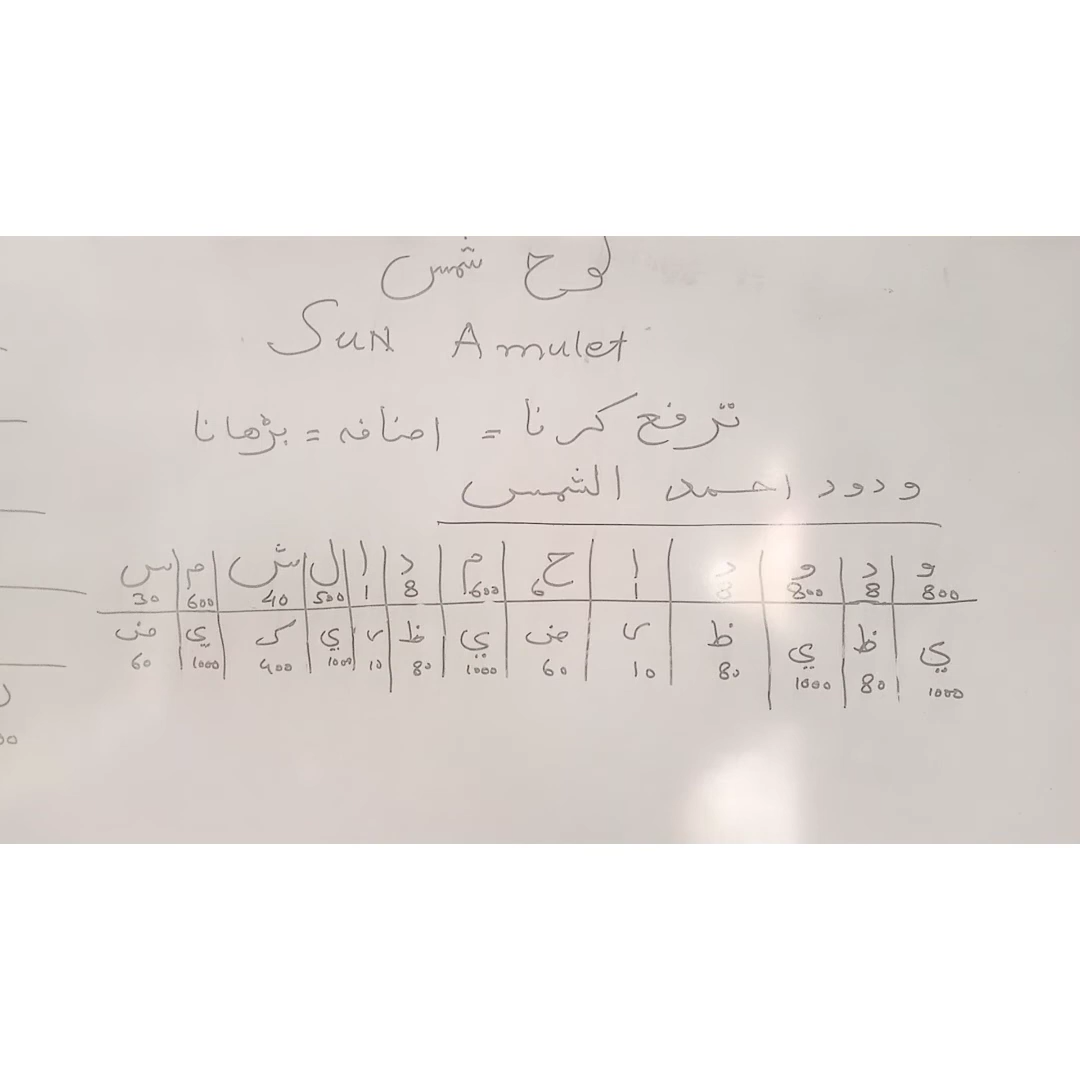 لوح شمس
Sun Amulet
ترفع کرنا = اضافہ = بڑھانا
ودود احمد الشمس
و د و د ا ح م د ا ل ش م س
800 8 800 8 1 6 600 8 1 500 40 600 30
ي ظ ي ظ ى ض ي ظ ى ي ک ي ض
1000 80 1000 80 10 60 1000 80 10 1000 400 1000 60